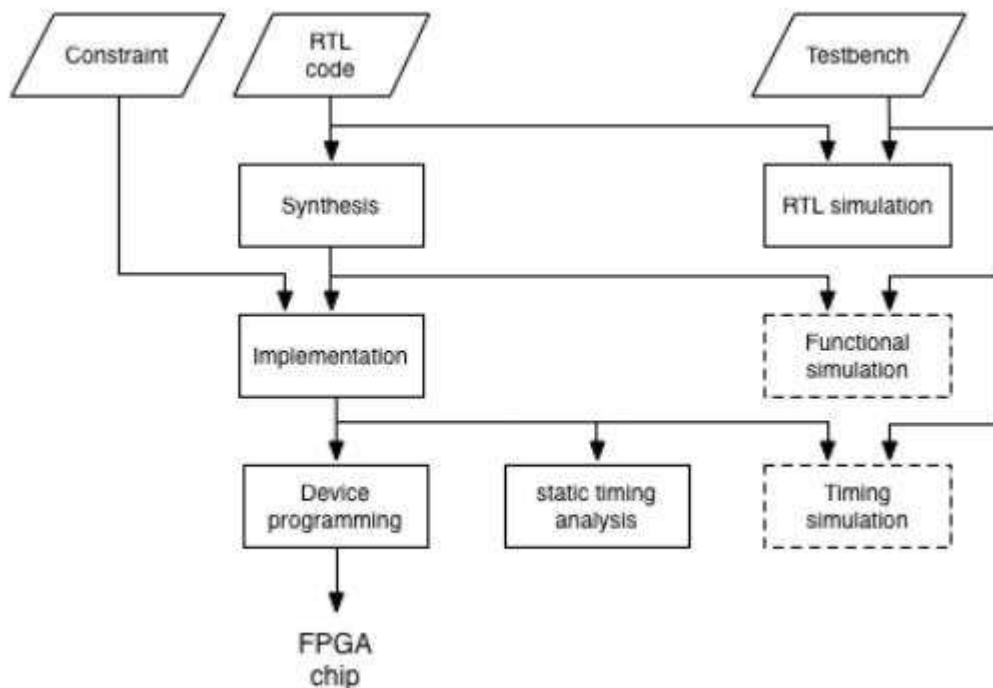 Constraint
RTL
code
Testbench
Synthesis
RTL simulation
Implementation
Functional
simulation
Device
programming
static timing
analysis
Timing
simulation
FPGA
chip